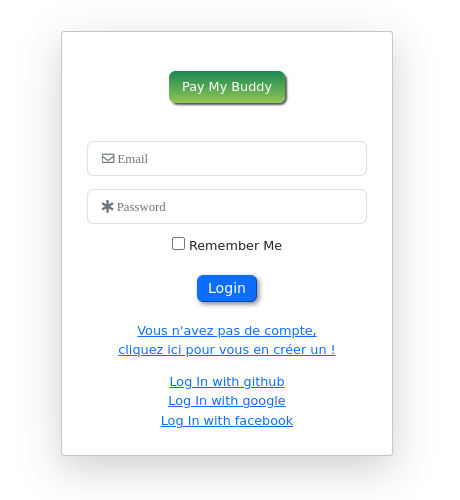 Pay My Buddy
Email
Password
Remember Me
Login
Vous n'avez pas de compte,
cliquez ici pour vous en créer un !
Log In with github
Log In with google
Log In with facebook